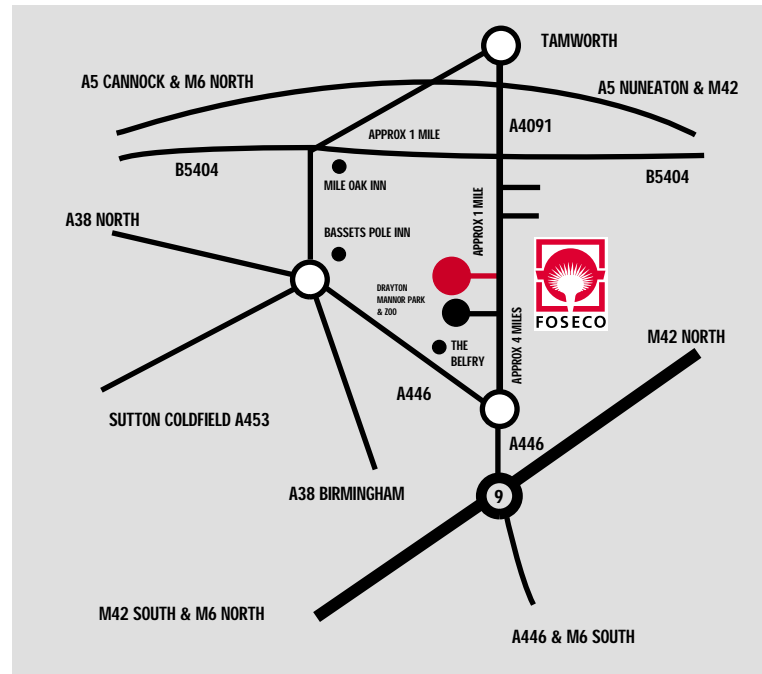 TAMWORTH
A5 CANNOCK & M6 NORTH
A5 NUNEATON & M42
A4091
APPROX 1 MILE
B5404
B5404
MILE OAK INN
APPROX 1 MILE
A38 NORTH
BASSETS POLE INN
DRAYTON
MANNOR PARK
& ZOO
FOSECO
THE
BELFRY
APPROX 4 MILES
M42 NORTH
A446
SUTTON COLDFIELD A453
A446
A38 BIRMINGHAM
9
M42 SOUTH & M6 NORTH
A446 & M6 SOUTH